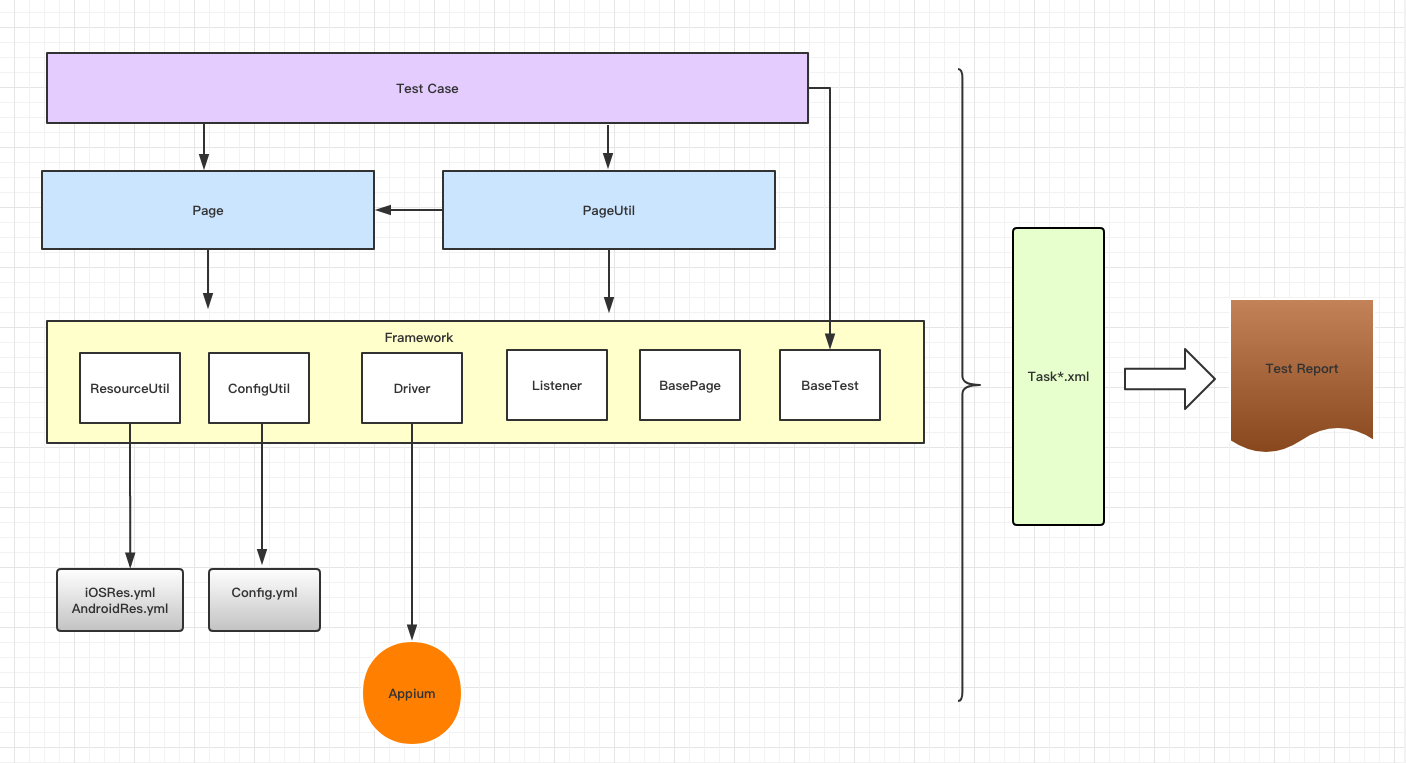 Test Case
Page
PageUtil
Framework
ResourceUtil
ConfigUtil
Driver
Listener
BasePage
BaseTest
iOSRes.yml
AndroidRes.yml
Config.yml
Appium
Task*.xml
Test Report